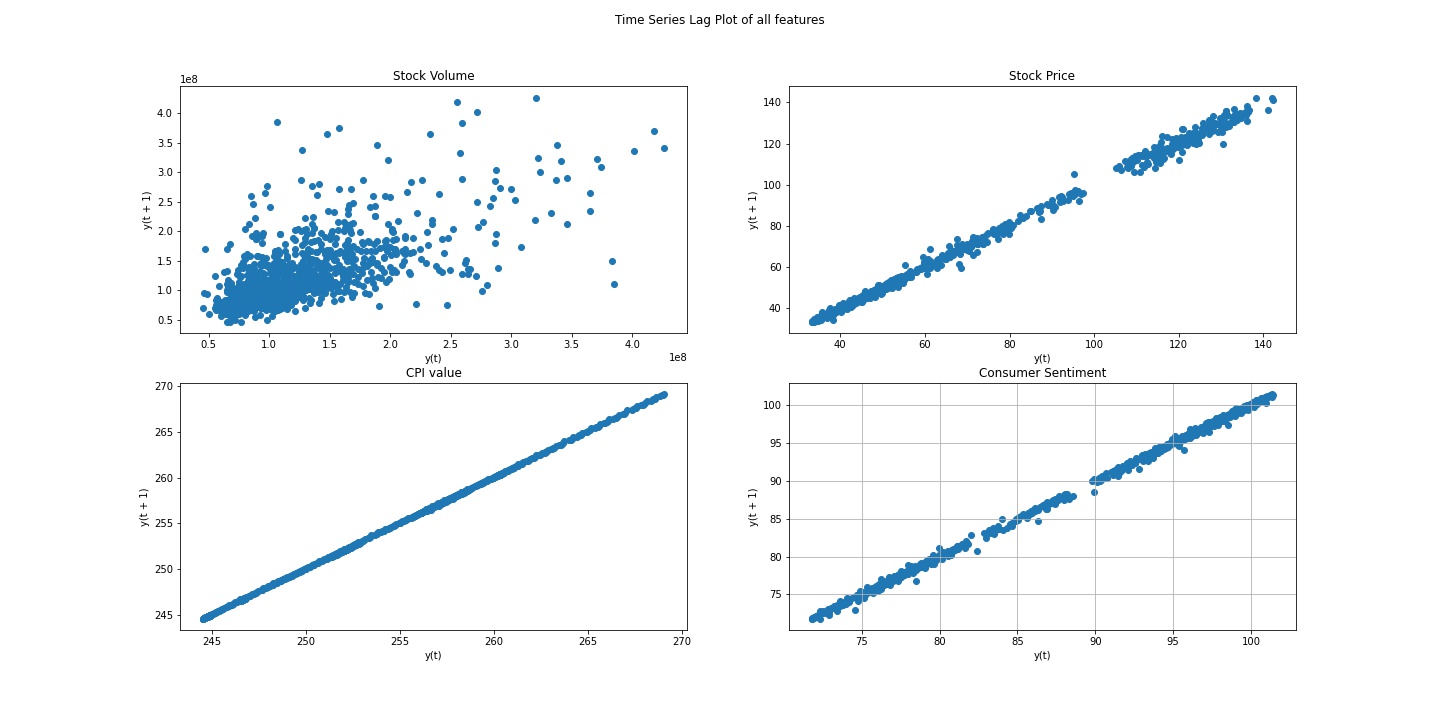 Time Series Lag Plot of all features
Stock Volume
1e8
4.0
3.5
3.0
2.5
2.0
1.5
1.0
0.5
y(t + 1)
0.5 1.0 1.5 2.0 2.5 3.0 3.5 4.0
1e8
y(t)
Stock Price
140
120
100
80
60
40
y(t + 1)
40 60 80 100 120 140
y(t)
CPI value
270
265
260
255
250
245
y(t + 1)
245 250 255 260 265 270
y(t)
Consumer Sentiment
100
95
90
85
80
75
y(t + 1)
75 80 85 90 95 100
y(t)